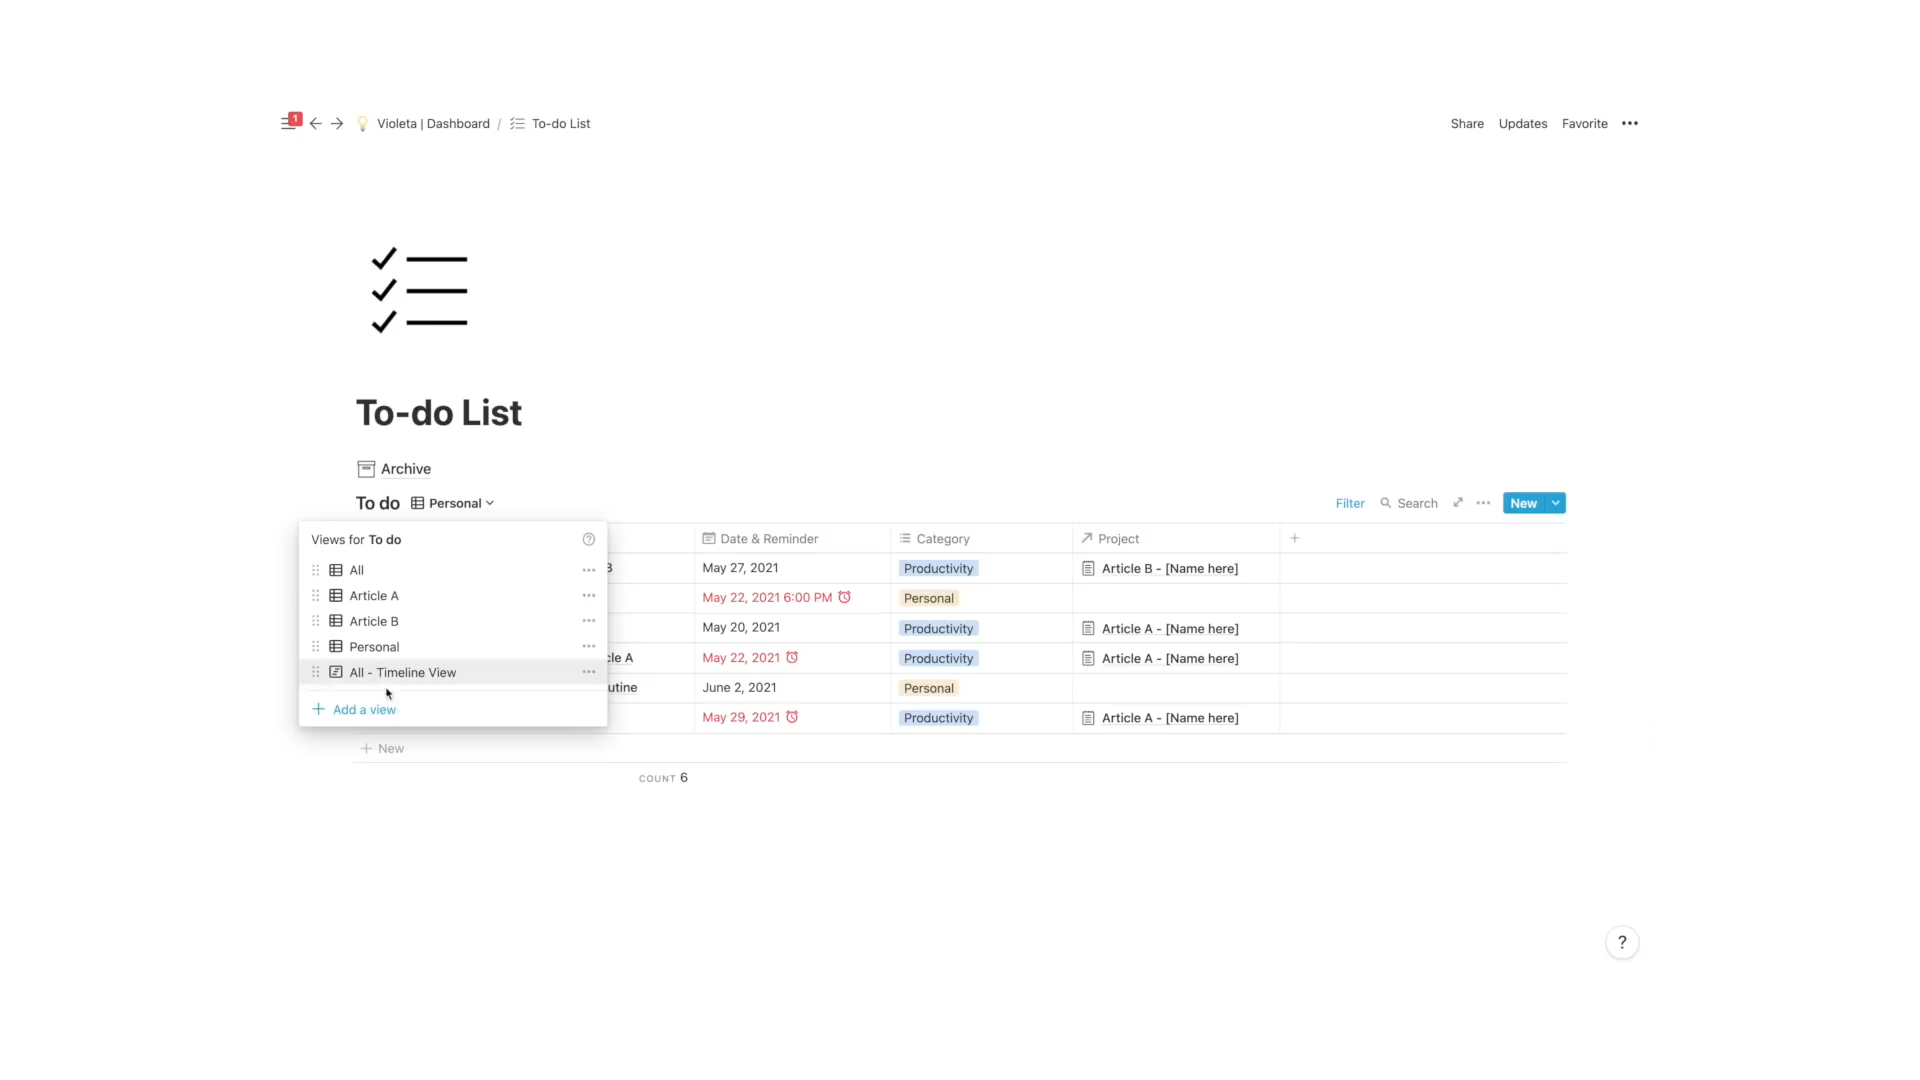 1
Violeta | Dashboard / To-do List
Share Updates Favorite
To-do List
Archive
To do Personal
Filter Search New
Views for To do
All
Article A
Article B
Personal
All - Timeline View
Add a view
Date & Reminder Category Project
May 27, 2021 Productivity Article B - [Name here]
May 22, 2021 6:00 PM Personal
May 20, 2021 Productivity Article A - [Name here]
cle A May 22, 2021 Productivity Article A - [Name here]
utine June 2, 2021 Personal
May 29, 2021 Productivity Article A - [Name here]
New
COUNT 6
?